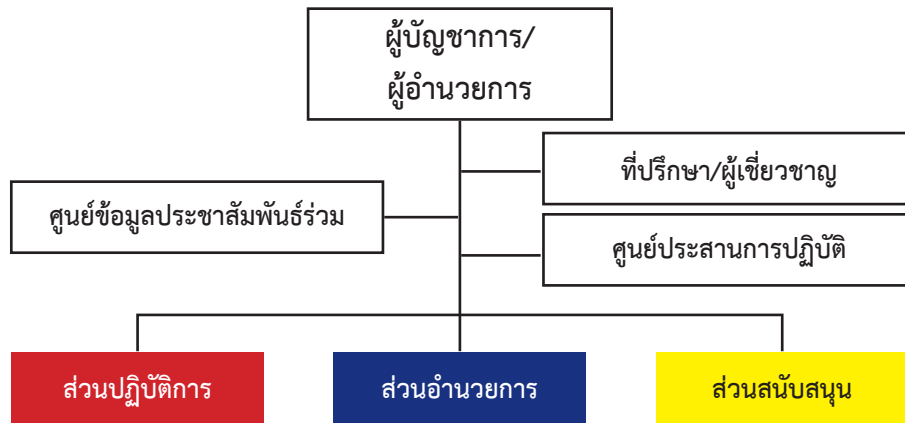 ผู้บัญชาการ/
ผู้อำนวยการ
ที่ปรึกษา/ผู้เชี่ยวชาญ
ศูนย์ข้อมูลประชาสัมพันธ์ร่วม
ศูนย์ประสานการปฏิบัติ
ส่วนปฏิบัติการ
ส่วนอำนวยการ
ส่วนสนับสนุน